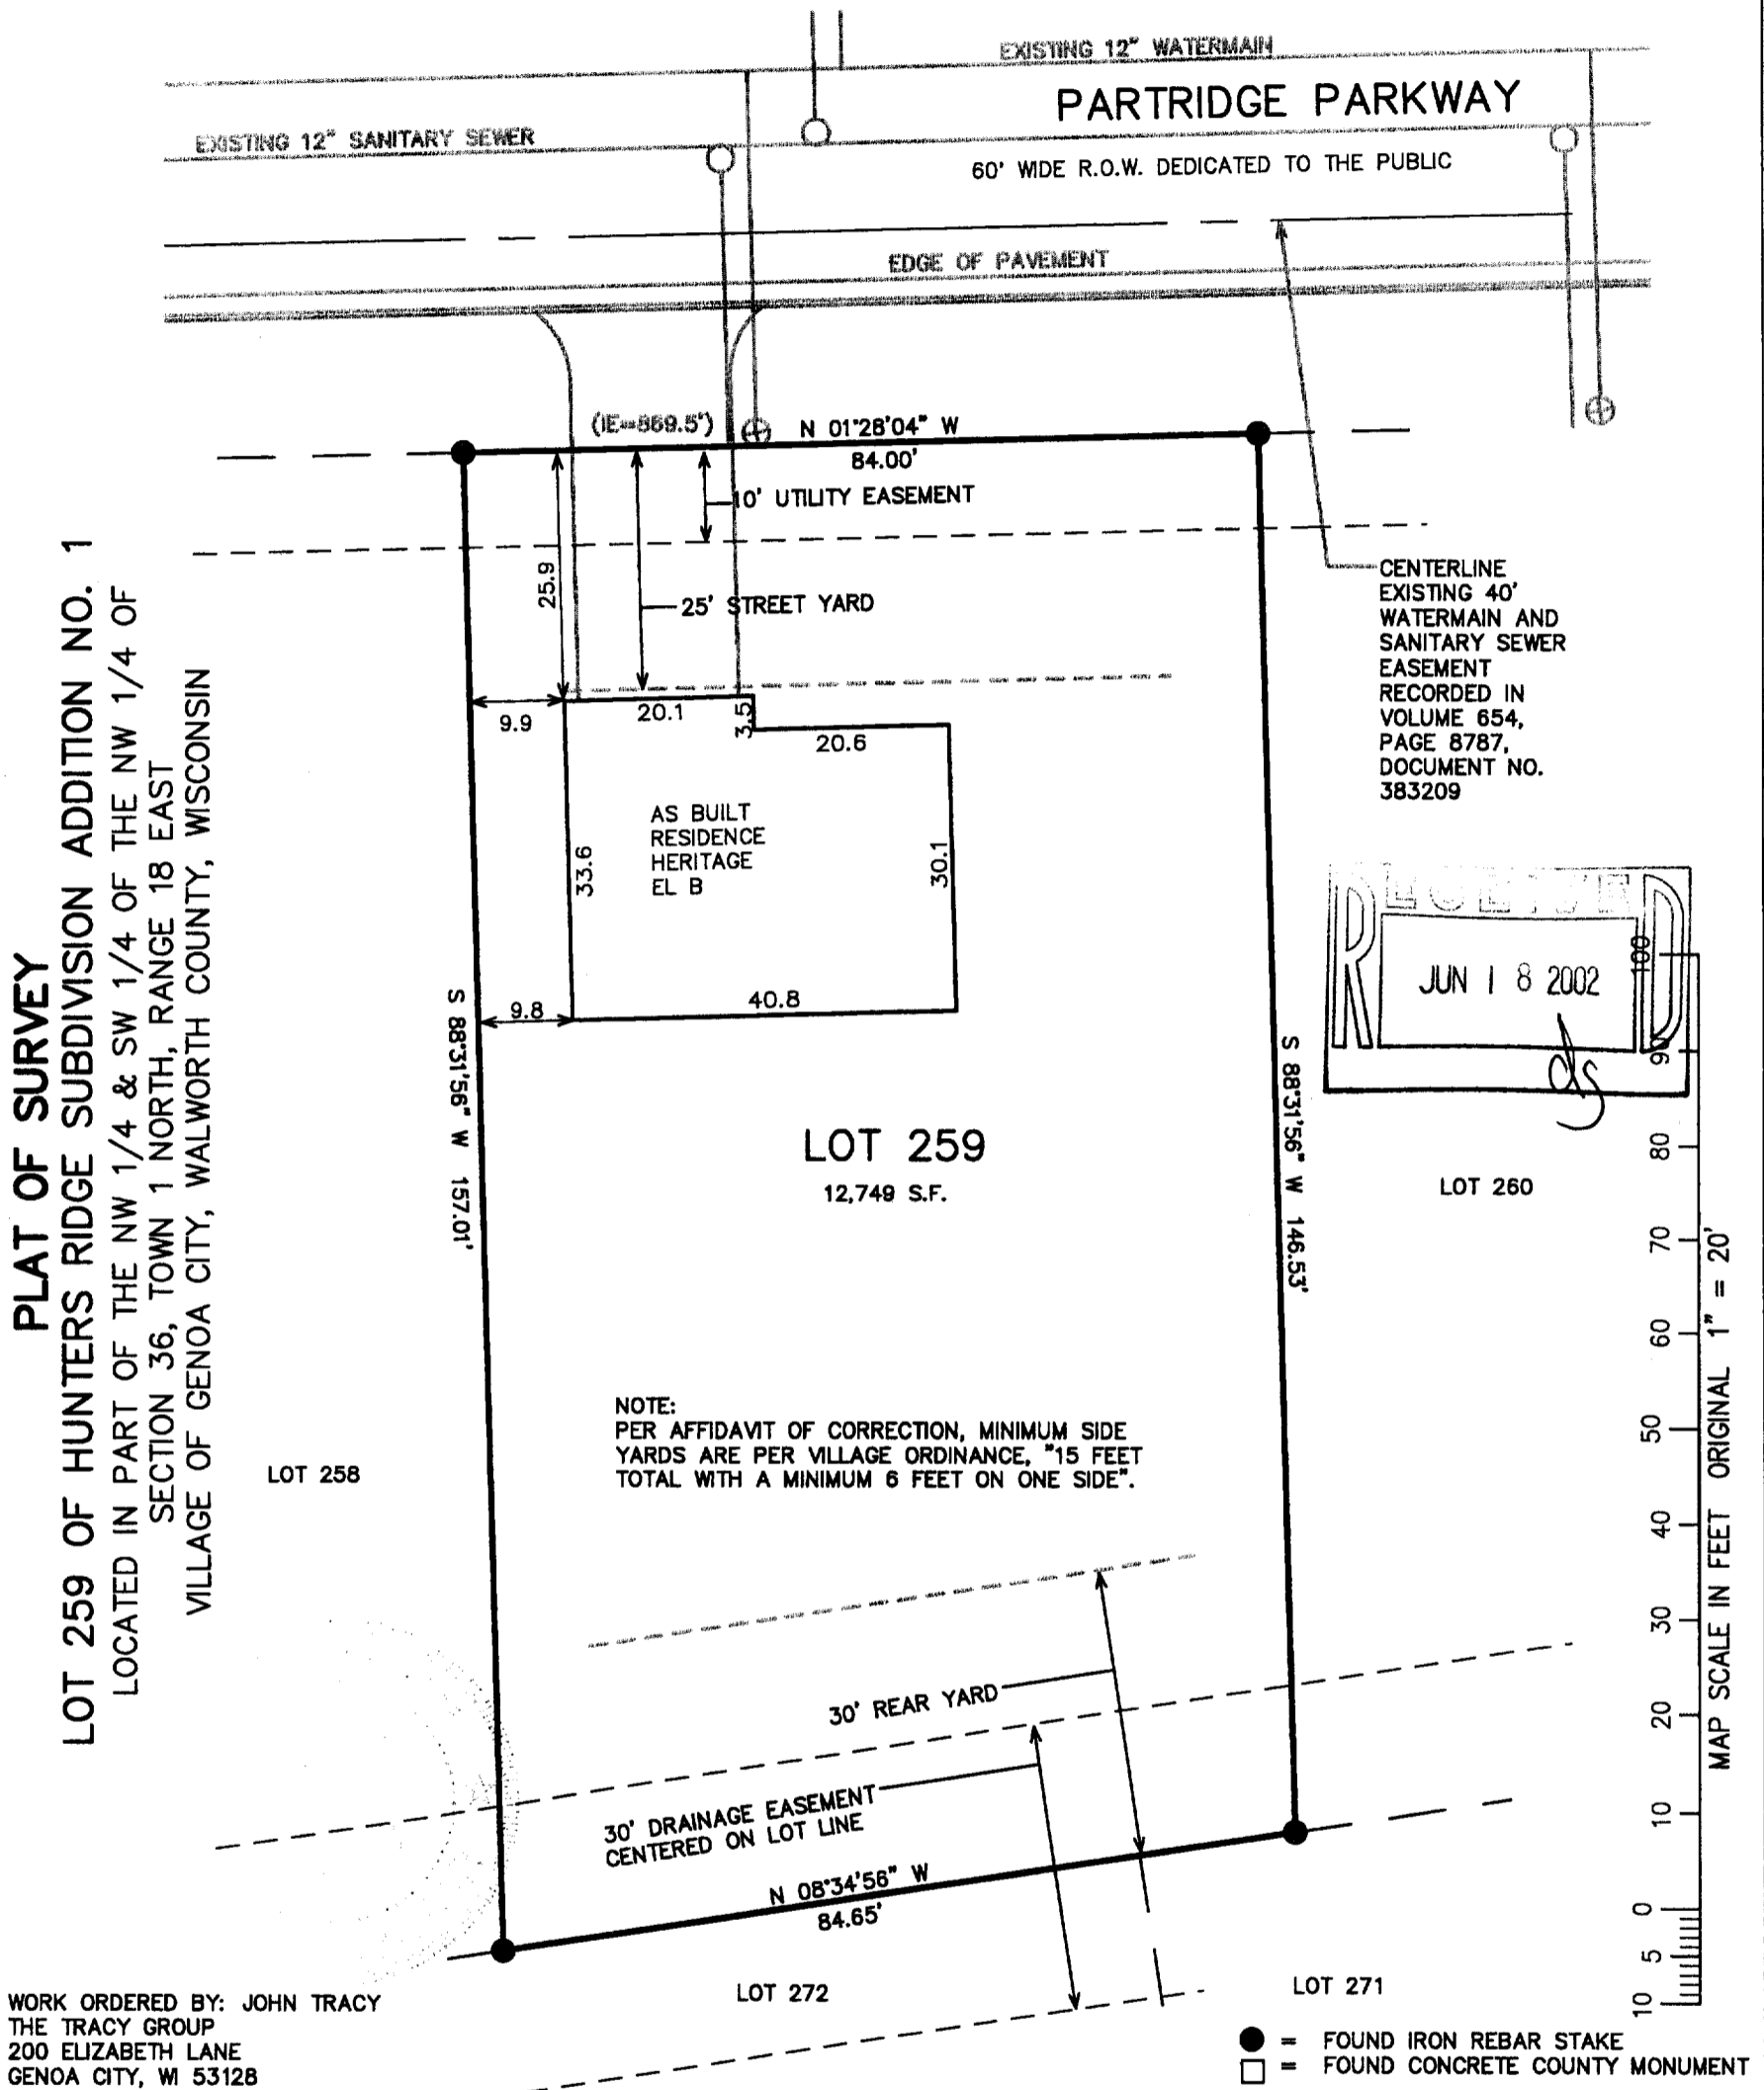 PLAT OF SURVEY
LOT 259 OF HUNTERS RIDGE SUBDIVISION ADDITION NO. 1
LOCATED IN PART OF THE NW 1/4 & SW 1/4 OF THE NW 1/4 OF
SECTION 36, TOWN 1 NORTH, RANGE 18 EAST
VILLAGE OF GENOA CITY, WALWORTH COUNTY, WISCONSIN
EXISTING 12" WATERMAIN
PARTRIDGE PARKWAY
EXISTING 12" SANITARY SEWER
60' WIDE R.O.W. DEDICATED TO THE PUBLIC
EDGE OF PAVEMENT
(IE=869.5')
N 01°28'04" W
84.00'
10' UTILITY EASEMENT
25.9
25' STREET YARD
CENTERLINE
EXISTING 40'
WATERMAIN AND
SANITARY SEWER
EASEMENT
RECORDED IN
VOLUME 654,
PAGE 8787,
DOCUMENT NO.
383209
9.9
20.1
3.5
20.6
AS BUILT
RESIDENCE
HERITAGE
EL B
33.6
30.1
9.8
40.8
RECEIVED
JUN 18 2002
ds
S 88°31'56" W 157.01'
S 88°31'56" W 146.53'
LOT 259
12,749 S.F.
LOT 260
LOT 258
NOTE:
PER AFFIDAVIT OF CORRECTION, MINIMUM SIDE
YARDS ARE PER VILLAGE ORDINANCE, "15 FEET
TOTAL WITH A MINIMUM 6 FEET ON ONE SIDE".
30' REAR YARD
30' DRAINAGE EASEMENT
CENTERED ON LOT LINE
N 08°34'56" W
84.65'
LOT 272
LOT 271
10 5 0 10 20 30 40 50 60 70 80 90 100
MAP SCALE IN FEET ORIGINAL 1" = 20'
WORK ORDERED BY: JOHN TRACY
THE TRACY GROUP
200 ELIZABETH LANE
GENOA CITY, WI 53128
= FOUND IRON REBAR STAKE
= FOUND CONCRETE COUNTY MONUMENT